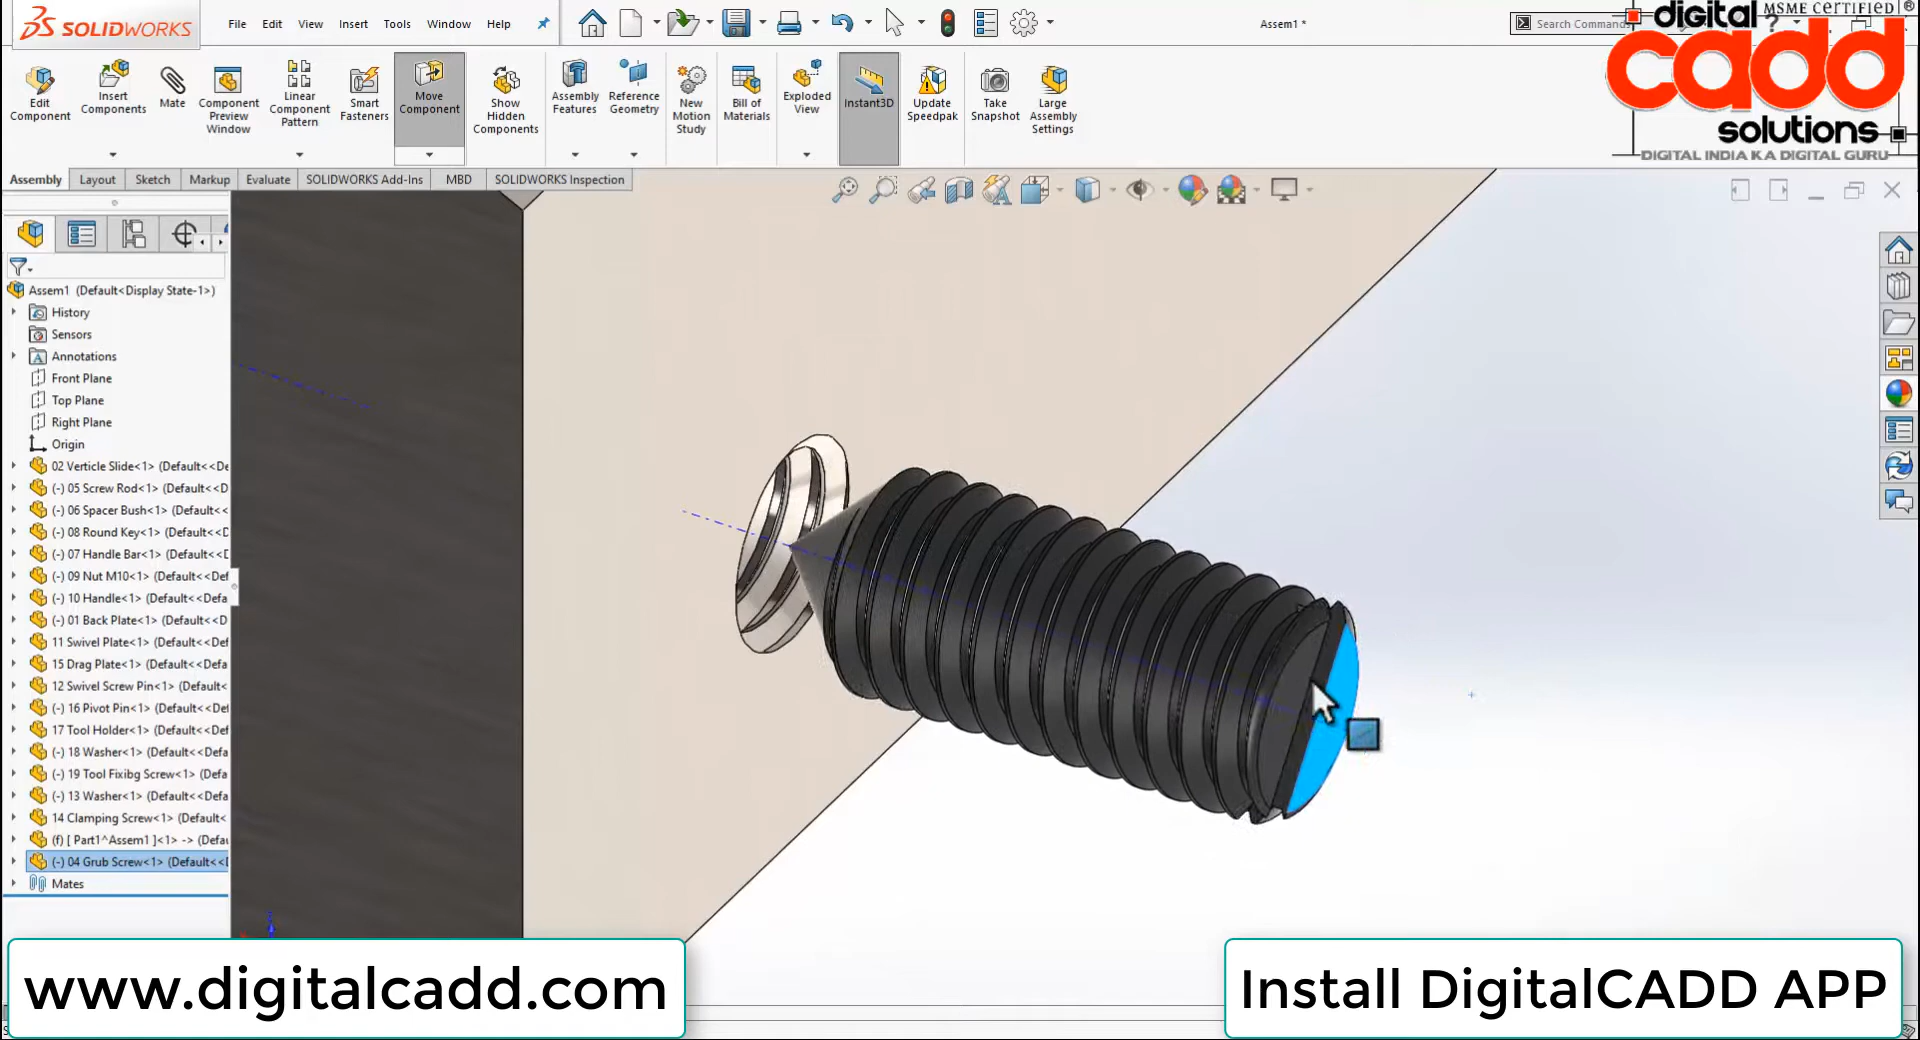 SOLIDWORKS
File Edit View Insert Tools Window Help
Assem1 *
Search Commands
digital
MSME CERTIFIED
®
cadd
solutions
DIGITAL INDIA KA DIGITAL GURU
Edit Component
Insert Components
Mate
Component Preview Window
Linear Component Pattern
Smart Fasteners
Move Component
Show Hidden Components
Assembly Features
Reference Geometry
New Motion Study
Bill of Materials
Exploded View
Instant3D
Update Speedpak
Take Snapshot
Large Assembly Settings
Assembly Layout Sketch Markup Evaluate SOLIDWORKS Add-Ins MBD SOLIDWORKS Inspection
Assem1 (Default<Display State-1>)
History
Sensors
Annotations
Front Plane
Top Plane
Right Plane
Origin
02 Verticle Slide<1> (Default<<De
(-) 05 Screw Rod<1> (Default<<D
(-) 06 Spacer Bush<1> (Default<<
(-) 08 Round Key<1> (Default<<D
(-) 07 Handle Bar<1> (Default<<D
(-) 09 Nut M10<1> (Default<<Def
(-) 10 Handle<1> (Default<<Defa
(-) 01 Back Plate<1> (Default<<D
11 Swivel Plate<1> (Default<<Def
15 Drag Plate<1> (Default<<Defa
12 Swivel Screw Pin<1> (Default<
(-) 16 Pivot Pin<1> (Default<<Def
17 Tool Holder<1> (Default<<Def
(-) 18 Washer<1> (Default<<Defa
(-) 19 Tool Fixibg Screw<1> (Defa
(-) 13 Washer<1> (Default<<Defa
14 Clamping Screw<1> (Default<
(f) [ Part1^Assem1 ]<1> -> (Defau
(-) 04 Grub Screw<1> (Default<<D
Mates
www.digitalcadd.com
Install DigitalCADD APP